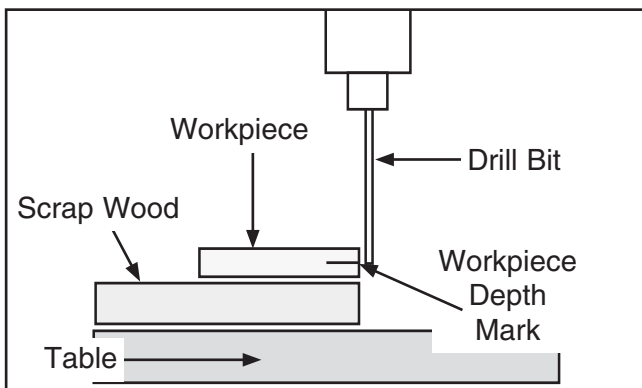 Workpiece
Drill Bit
Scrap Wood
Workpiece
Depth
Mark
Table